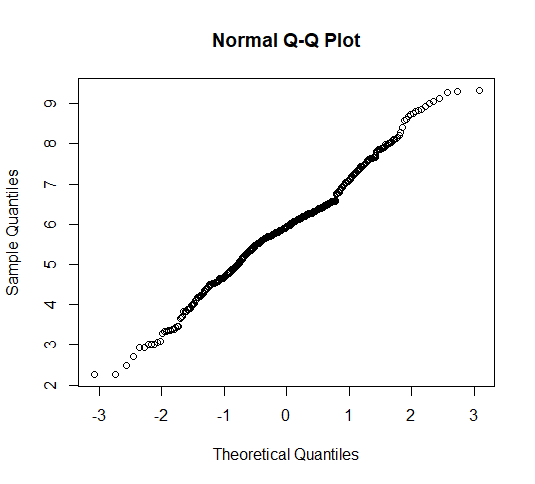 Normal Q-Q Plot
Sample Quantiles
9
8
7
6
5
4
3
2
-3 -2 -1 0 1 2 3
Theoretical Quantiles